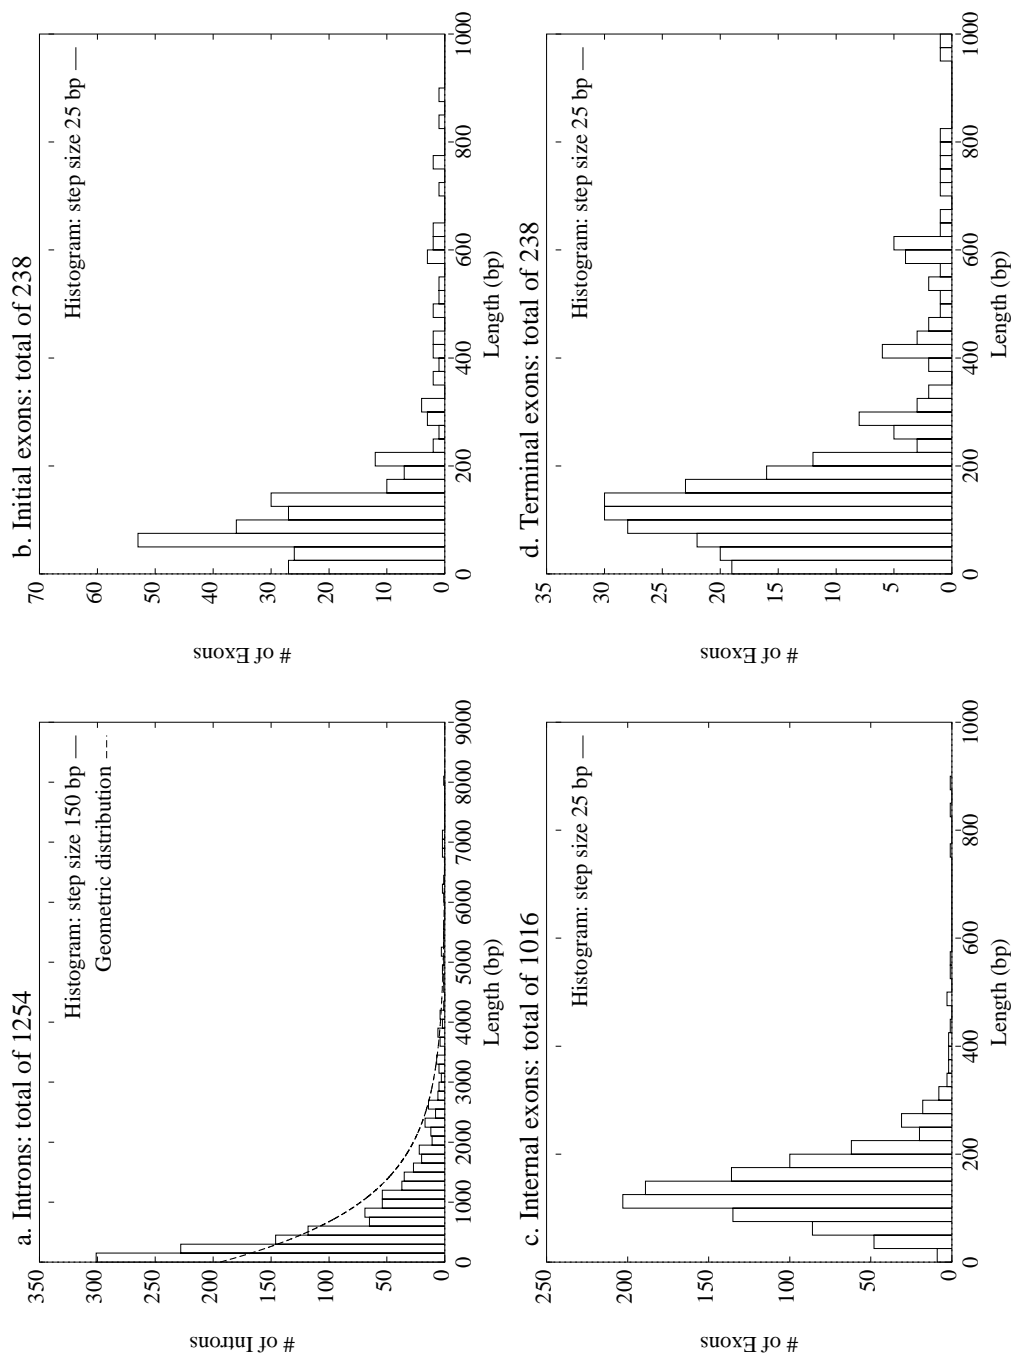 a. Introns: total of 1254
Histogram: step size 150 bp
Geometric distribution
# of Introns
350
300
250
200
150
100
50
0
0 1000 2000 3000 4000 5000 6000 7000 8000 9000
Length (bp)
b. Initial exons: total of 238
Histogram: step size 25 bp
# of Exons
70
60
50
40
30
20
10
0
0 200 400 600 800 1000
Length (bp)
c. Internal exons: total of 1016
Histogram: step size 25 bp
# of Exons
250
200
150
100
50
0
0 200 400 600 800 1000
Length (bp)
d. Terminal exons: total of 238
Histogram: step size 25 bp
# of Exons
35
30
25
20
15
10
5
0
0 200 400 600 800 1000
Length (bp)